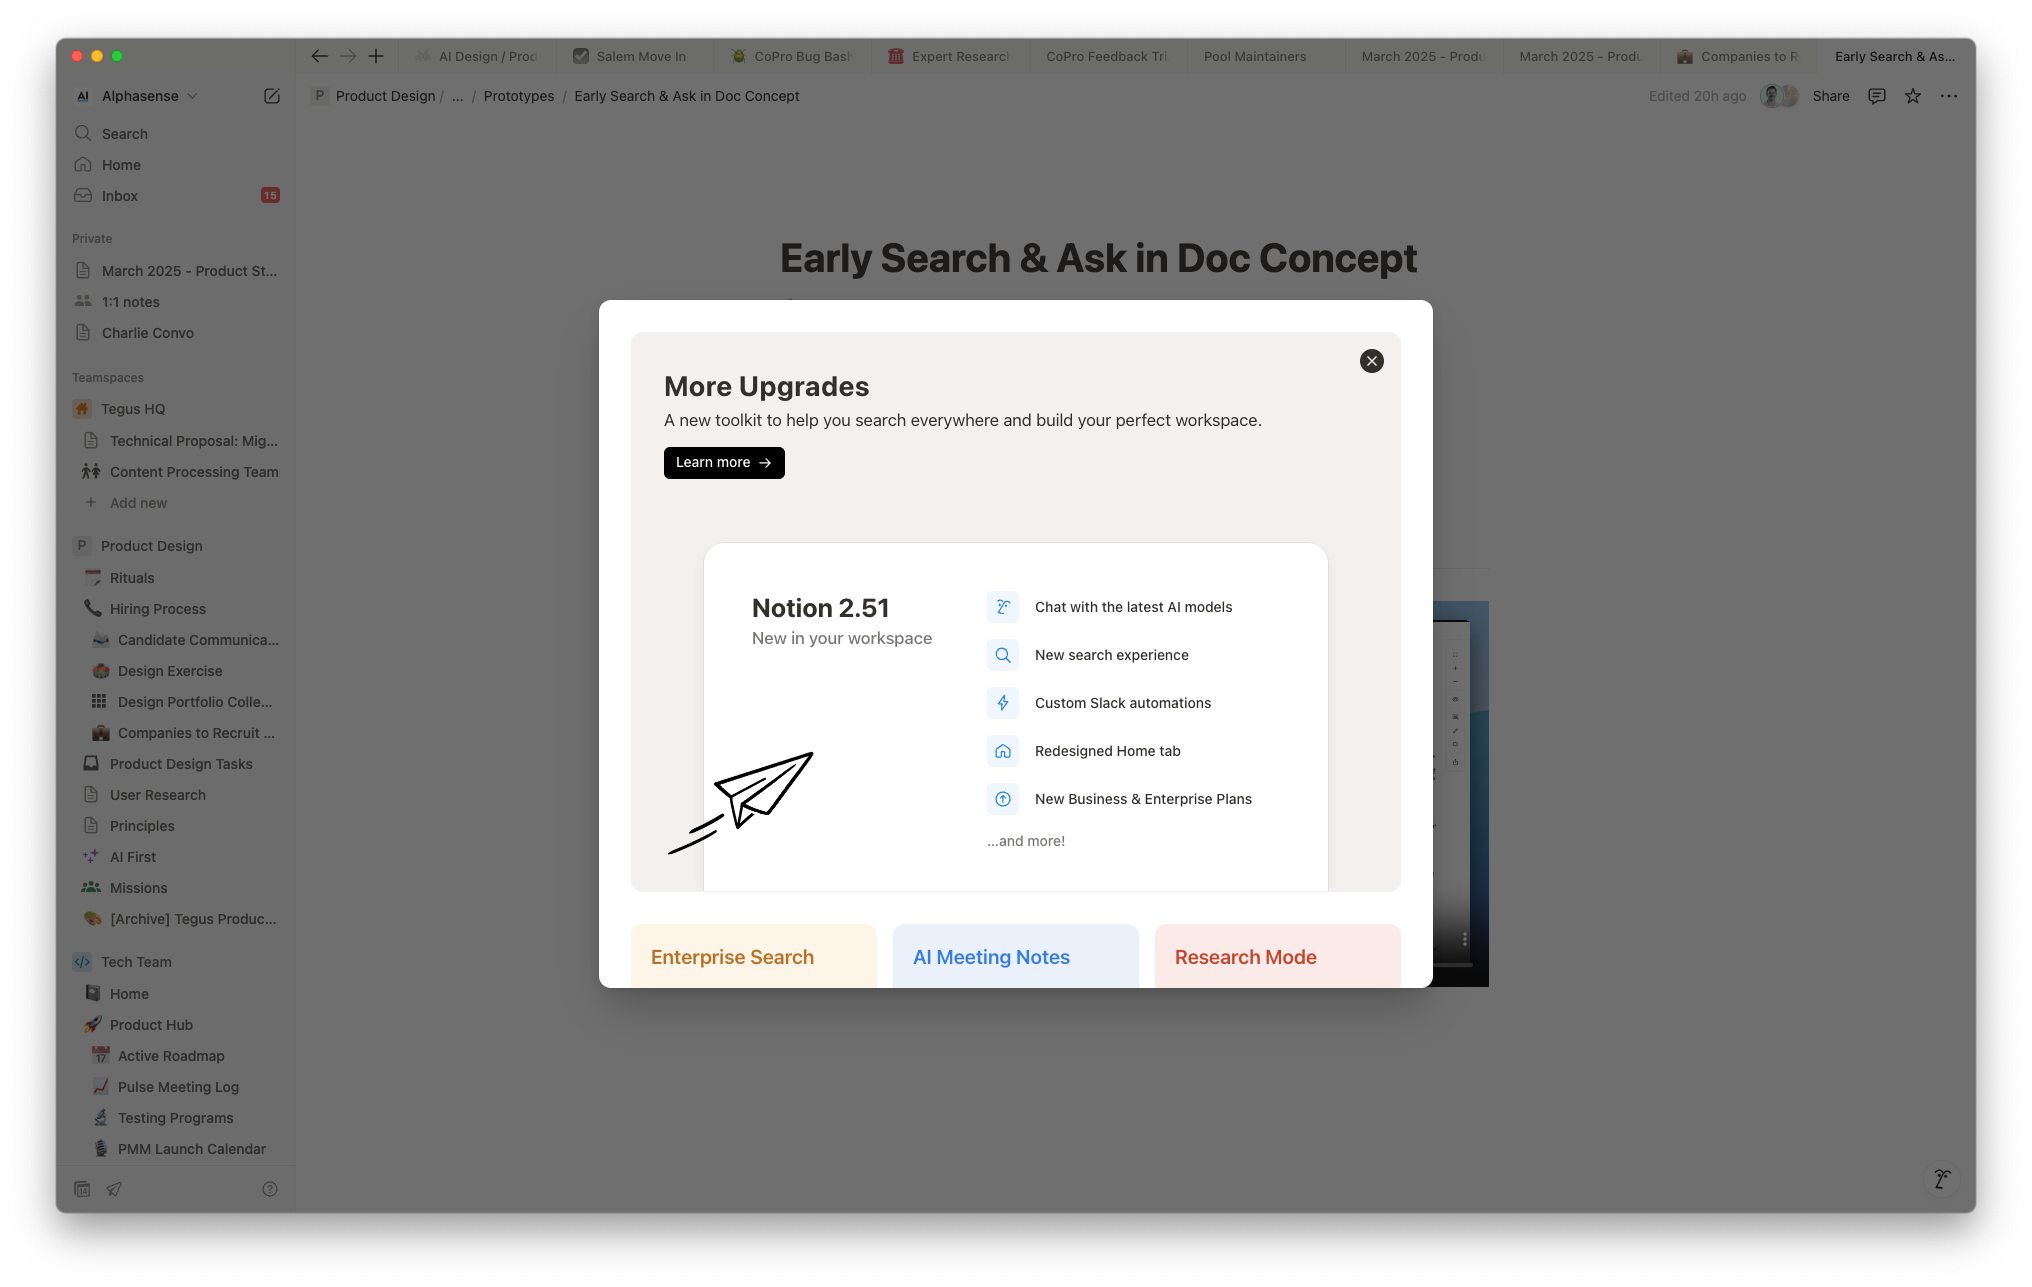 AI Design / Prod
Salem Move In
CoPro Bug Bash
Expert Research
CoPro Feedback Tri
Pool Maintainers
March 2025 - Produ
March 2025 - Produ
Companies to R
Early Search & As...
AI Alphasense
P Product Design / ... / Prototypes / Early Search & Ask in Doc Concept
Edited 20h ago
Share
Search
Home
Inbox 15
Private
March 2025 - Product St...
1:1 notes
Charlie Convo
Teamspaces
Tegus HQ
Technical Proposal: Mig...
Content Processing Team
Add new
P Product Design
Rituals
Hiring Process
Candidate Communica...
Design Exercise
Design Portfolio Colle...
Companies to Recruit ...
Product Design Tasks
User Research
Principles
AI First
Missions
[Archive] Tegus Produc...
Tech Team
Home
Product Hub
Active Roadmap
Pulse Meeting Log
Testing Programs
PMM Launch Calendar
14
Early Search & Ask in Doc Concept
More Upgrades
A new toolkit to help you search everywhere and build your perfect workspace.
Learn more →
Notion 2.51
New in your workspace
Chat with the latest AI models
New search experience
Custom Slack automations
Redesigned Home tab
New Business & Enterprise Plans
...and more!
Enterprise Search
AI Meeting Notes
Research Mode